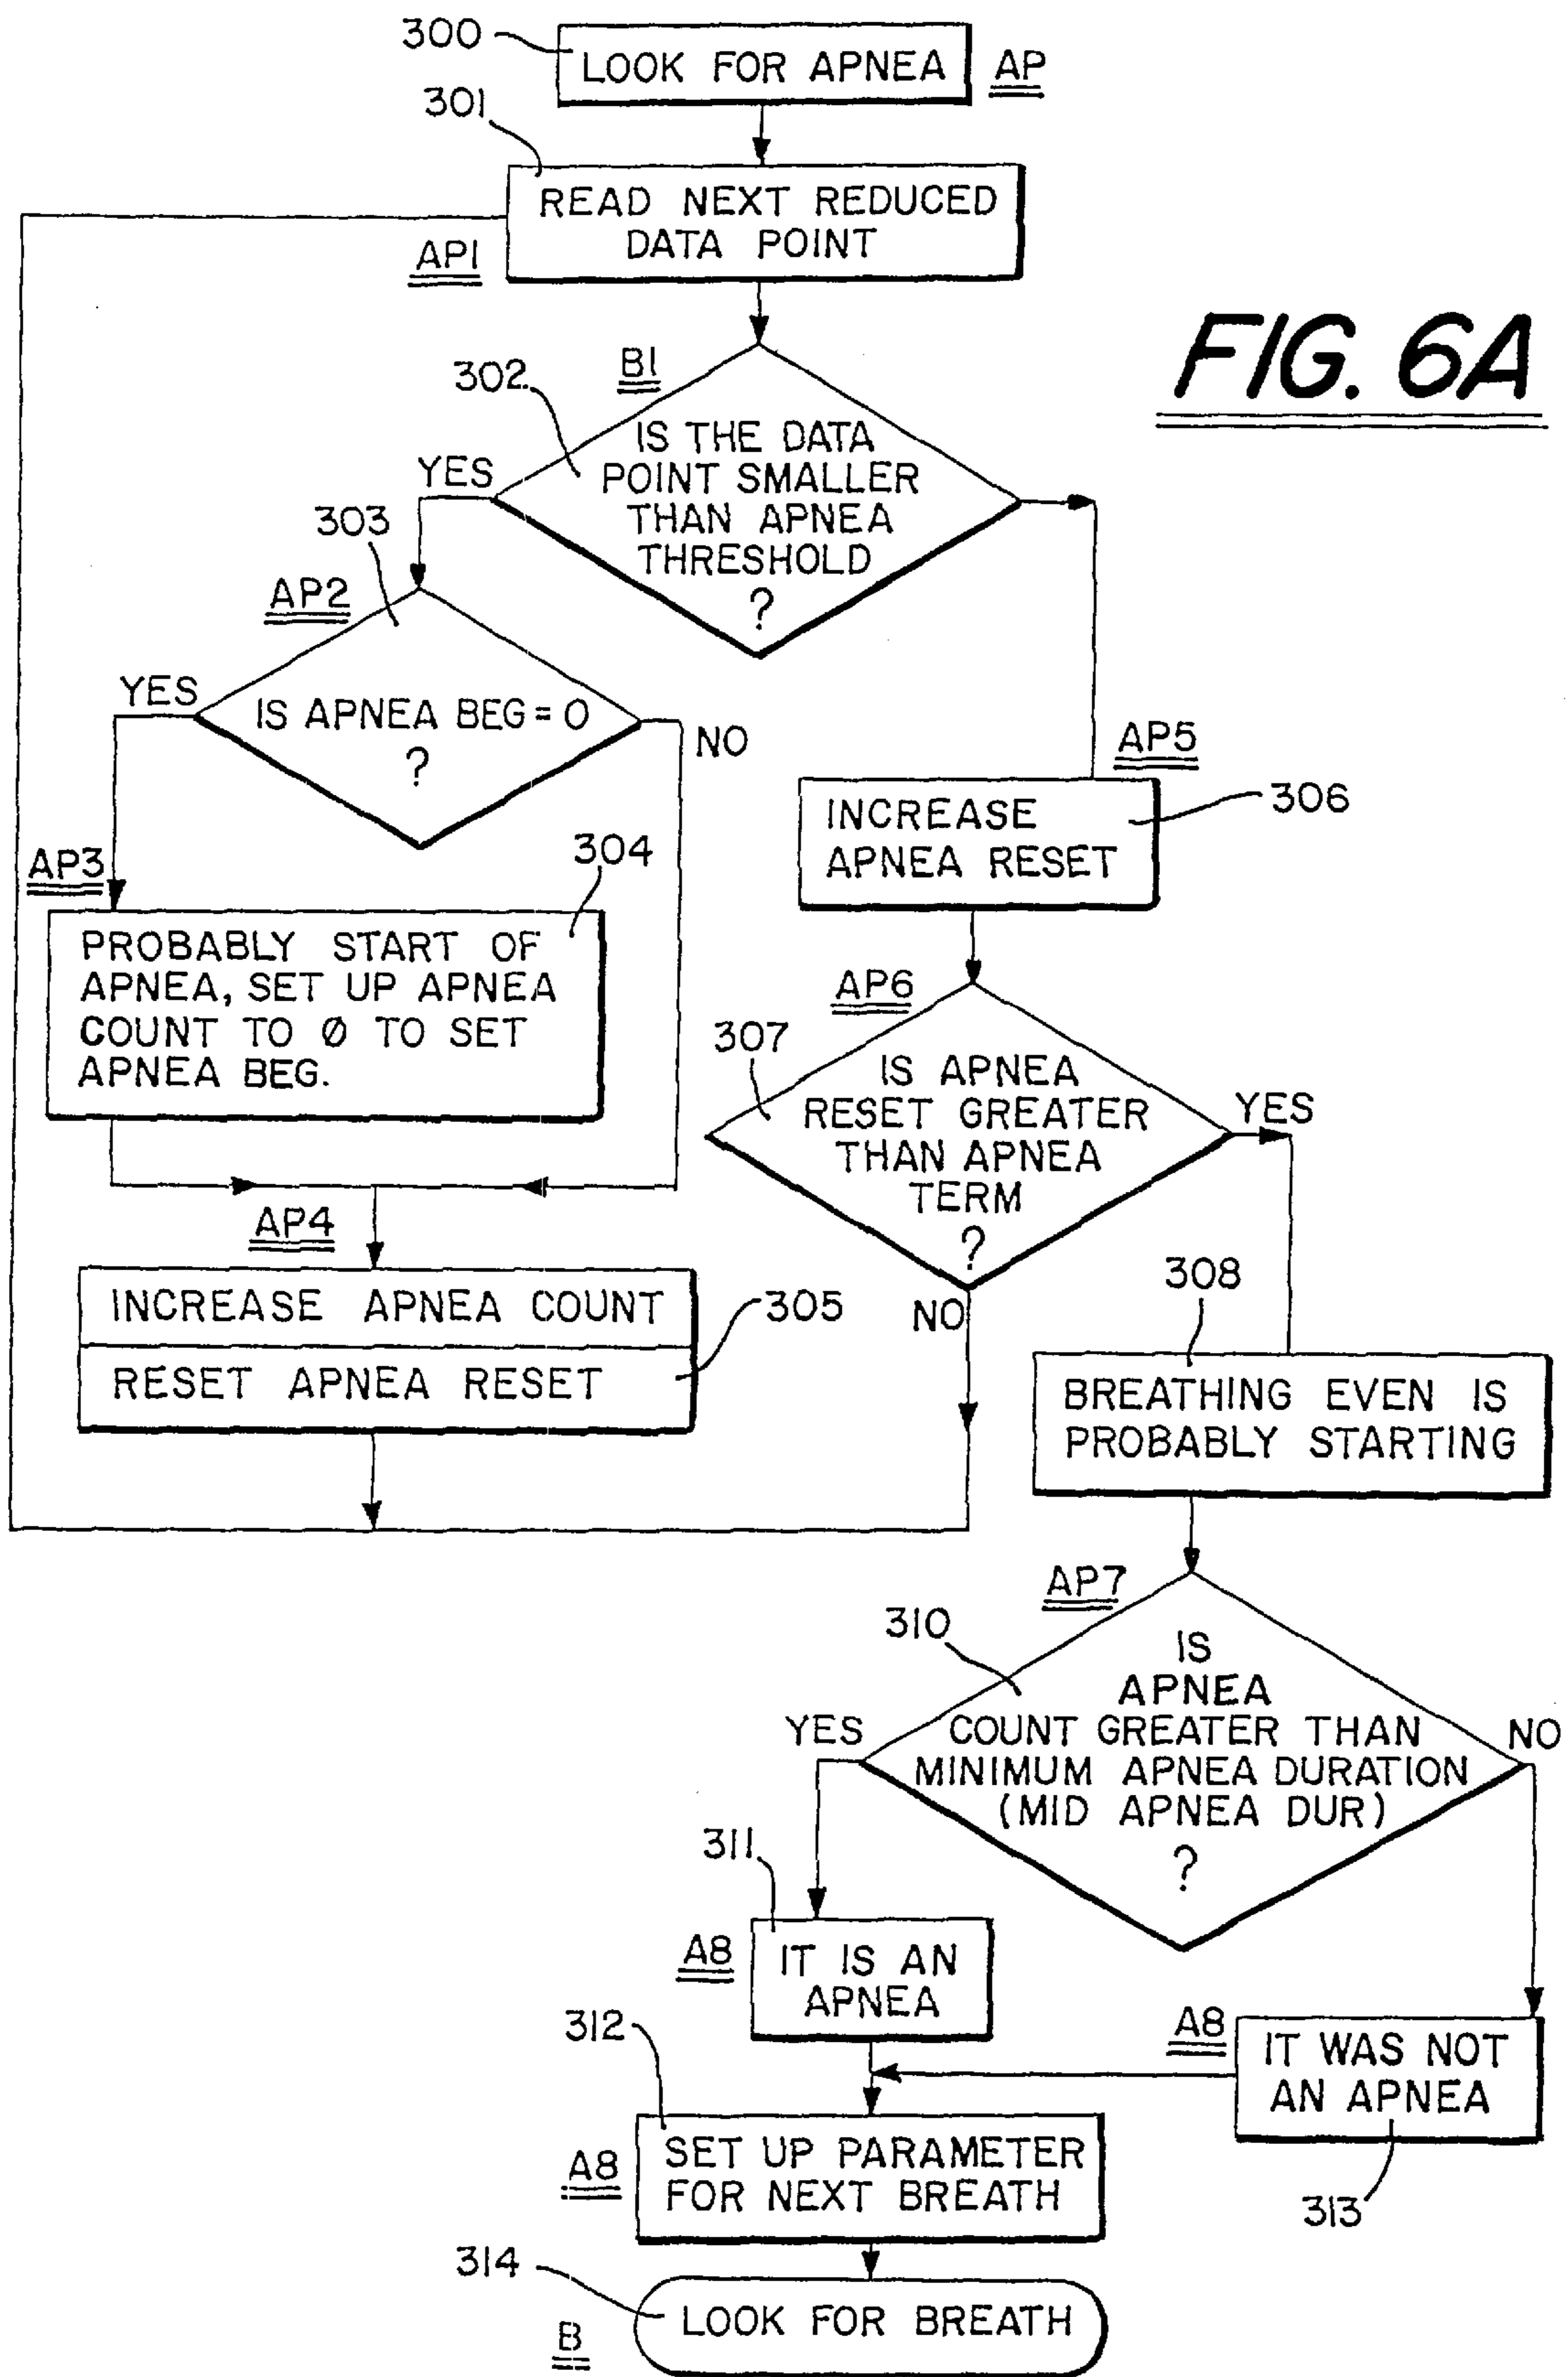 300
LOOK FOR APNEA
AP
301
READ NEXT REDUCED
DATA POINT
AP1
FIG. 6A
302
B1
IS THE DATA
POINT SMALLER
THAN APNEA
THRESHOLD
?
YES
303
AP2
IS APNEA BEG = 0
?
YES
NO
AP5
INCREASE
APNEA RESET
306
AP3
304
PROBABLY START OF
APNEA, SET UP APNEA
COUNT TO Ø TO SET
APNEA BEG.
AP6
307
IS APNEA
RESET GREATER
THAN APNEA
TERM
?
YES
NO
AP4
INCREASE APNEA COUNT
RESET APNEA RESET
305
308
BREATHING EVEN IS
PROBABLY STARTING
AP7
310
IS
APNEA
COUNT GREATER THAN
MINIMUM APNEA DURATION
(MID APNEA DUR)
?
YES
NO
311
A8
IT IS AN
APNEA
A8
IT WAS NOT
AN APNEA
313
312
A8
SET UP PARAMETER
FOR NEXT BREATH
314
B
LOOK FOR BREATH